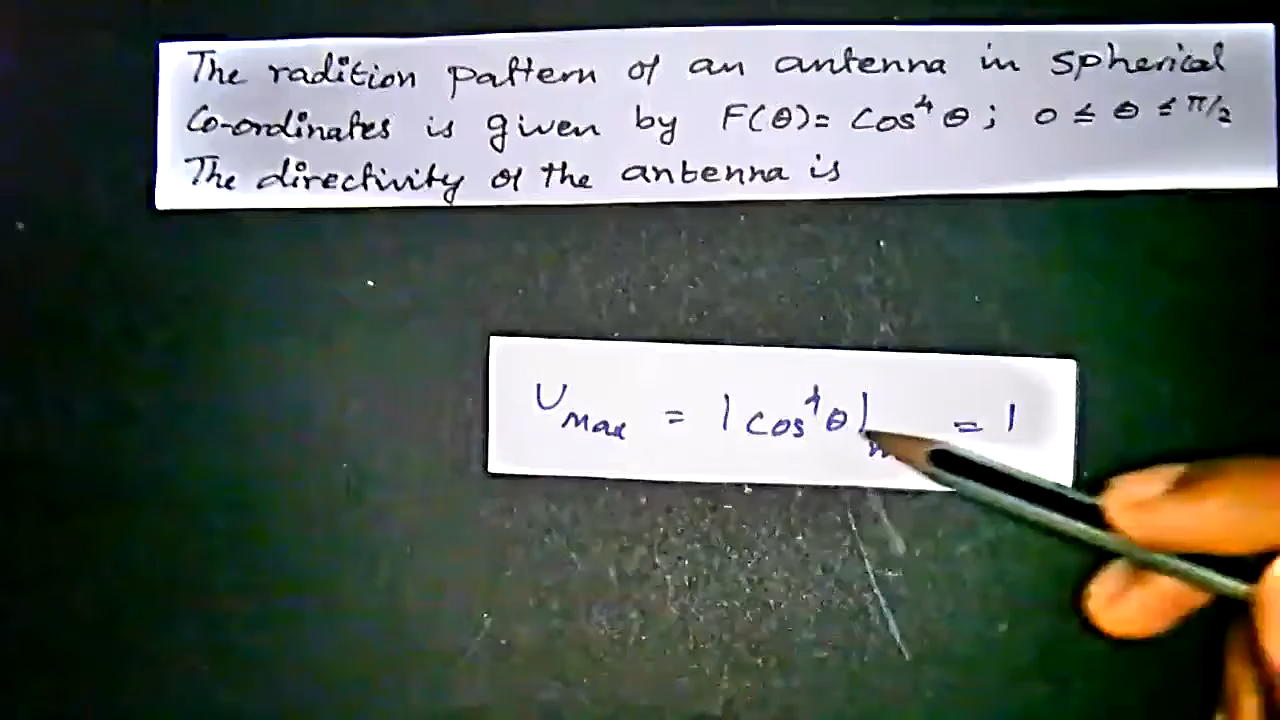 The radition pattern of an antenna in spherical
Co-ordinates is given by F(θ)= cos⁴θ; 0 ≤ θ ≤ π/2
The directivity of the antenna is
U Max = |cos⁴θ| = 1